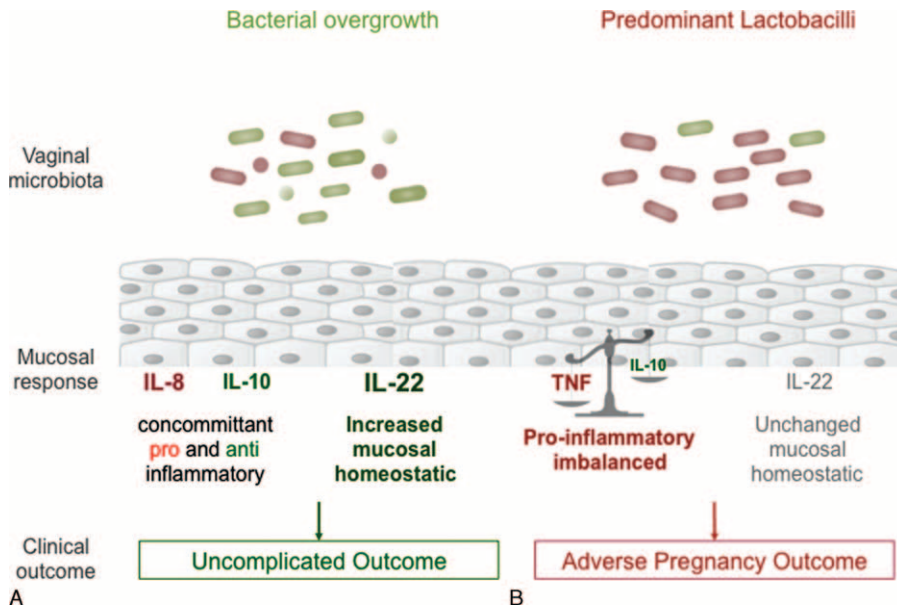 Bacterial overgrowth
Predominant Lactobacilli
Vaginal
microbiota
Mucosal
response
IL-8
IL-10
IL-22
TNF
IL-10
IL-22
concommittant
pro and anti
inflammatory
Increased
mucosal
homeostatic
Pro-inflammatory
imbalanced
Unchanged
mucosal
homeostatic
Clinical
outcome
Uncomplicated Outcome
Adverse Pregnancy Outcome
A
B